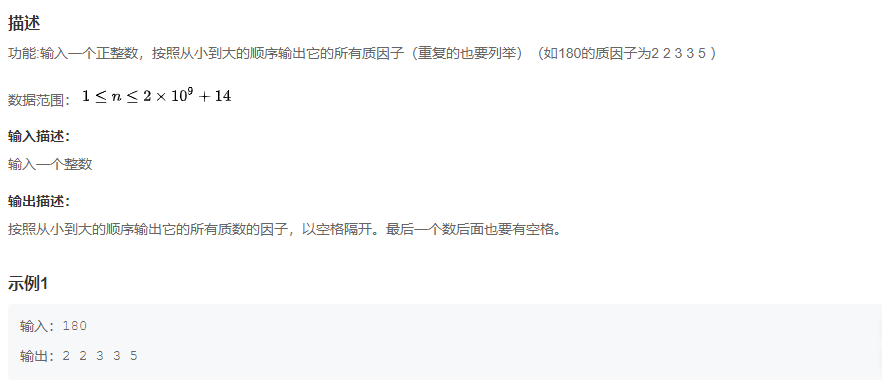 描述
功能:输入一个正整数，按照从小到大的顺序输出它的所有质因子（重复的也要列举）（如180的质因子为2 2 3 3 5 ）
数据范围： 1 ≤ n ≤ 2 × 10⁹ + 14
输入描述：
输入一个整数
输出描述：
按照从小到大的顺序输出它的所有质数的因子，以空格隔开。最后一个数后面也要有空格。
示例1
输入：180
输出：2 2 3 3 5